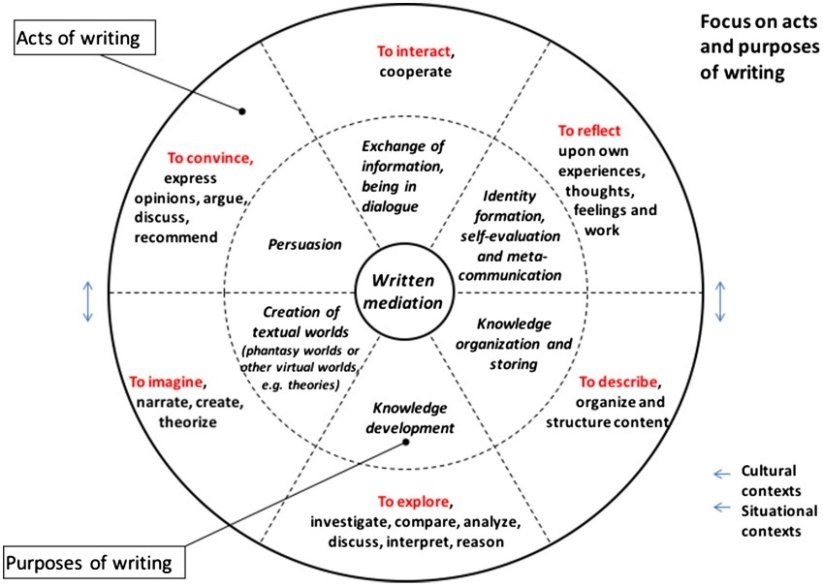 Focus on acts
and purposes
of writing
Acts of writing
To interact,
cooperate
Exchange of
information,
being in
dialogue
To reflect
upon own
experiences,
thoughts,
feelings and
work
Identity
formation,
self-evaluation
and meta-
communication
To convince,
express
opinions, argue,
discuss,
recommend
Persuasion
Written
mediation
Creation of
textual worlds
(phantasy worlds or
other virtual worlds,
e.g. theories)
Knowledge
organization and
storing
To imagine,
narrate, create,
theorize
To describe,
organize and
structure content
Knowledge
development
To explore,
investigate, compare, analyze,
discuss, interpret, reason
Purposes of writing
Cultural
contexts
Situational
contexts